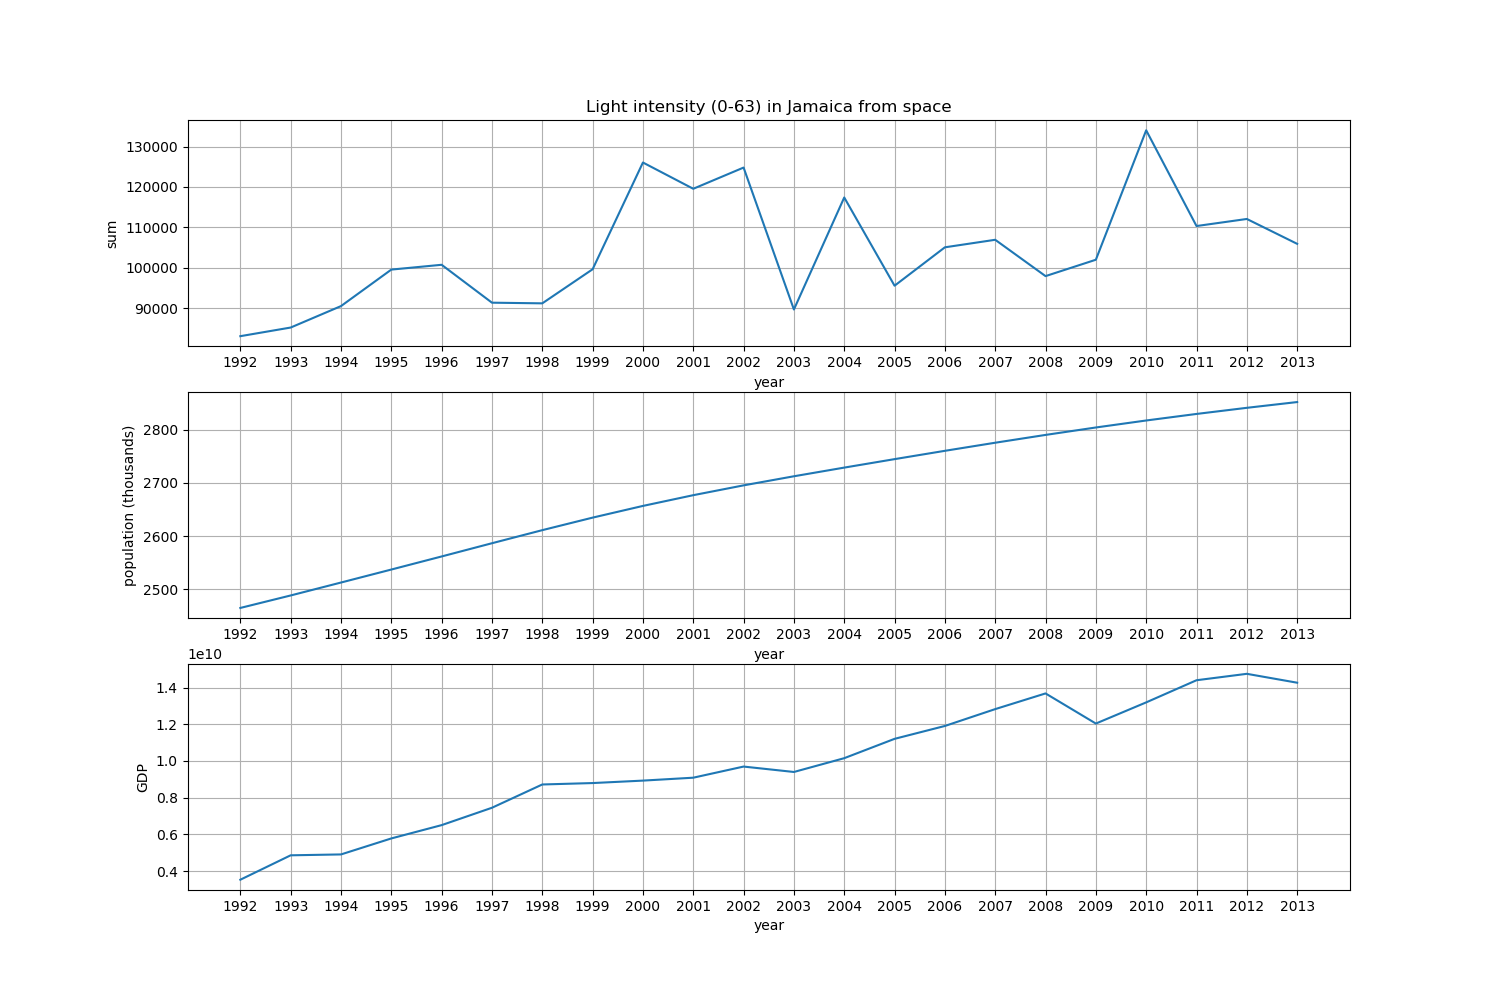 Light intensity (0-63) in Jamaica from space
130000
120000
110000
100000
90000
sum
1992 1993 1994 1995 1996 1997 1998 1999 2000 2001 2002 2003 2004 2005 2006 2007 2008 2009 2010 2011 2012 2013
year
2800
2700
2600
2500
population (thousands)
1992 1993 1994 1995 1996 1997 1998 1999 2000 2001 2002 2003 2004 2005 2006 2007 2008 2009 2010 2011 2012 2013
year
1e10
1.4
1.2
1.0
0.8
0.6
0.4
GDP
1992 1993 1994 1995 1996 1997 1998 1999 2000 2001 2002 2003 2004 2005 2006 2007 2008 2009 2010 2011 2012 2013
year